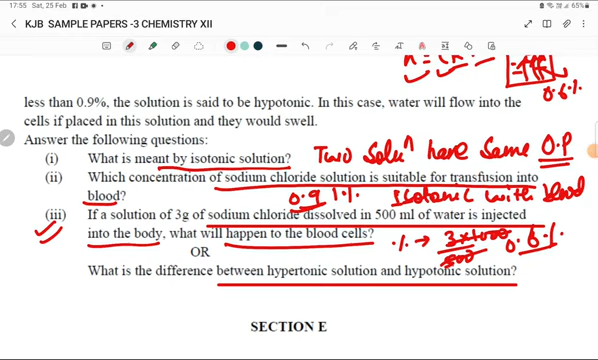 17:55 Sat, 25 Feb
65%
KJB SAMPLE PAPERS -3 CHEMISTRY XII
0.6%
less than 0.9%, the solution is said to be hypotonic. In this case, water will flow into the
cells if placed in this solution and they would swell.
Answer the following questions:
(i) What is meant by isotonic solution? Two soluⁿ have same O.P
(ii) Which concentration of sodium chloride solution is suitable for transfusion into
blood? 0.9 % Isotonic with blood
(iii) If a solution of 3g of sodium chloride dissolved in 500 ml of water is injected
into the body, what will happen to the blood cells? % → 3×100/500 0.6%
OR
What is the difference between hypertonic solution and hypotonic solution?
SECTION E